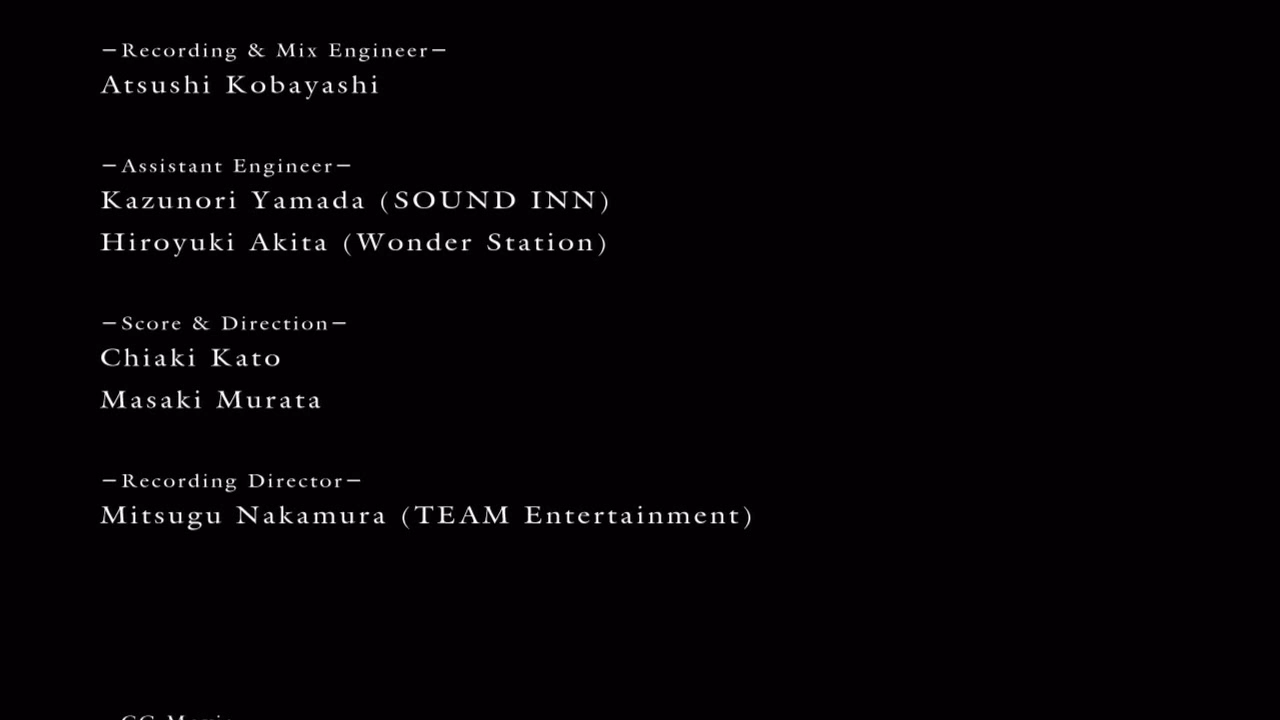 －Recording & Mix Engineer－
Atsushi Kobayashi
－Assistant Engineer－
Kazunori Yamada (SOUND INN)
Hiroyuki Akita (Wonder Station)
－Score & Direction－
Chiaki Kato
Masaki Murata
－Recording Director－
Mitsugu Nakamura (TEAM Entertainment)